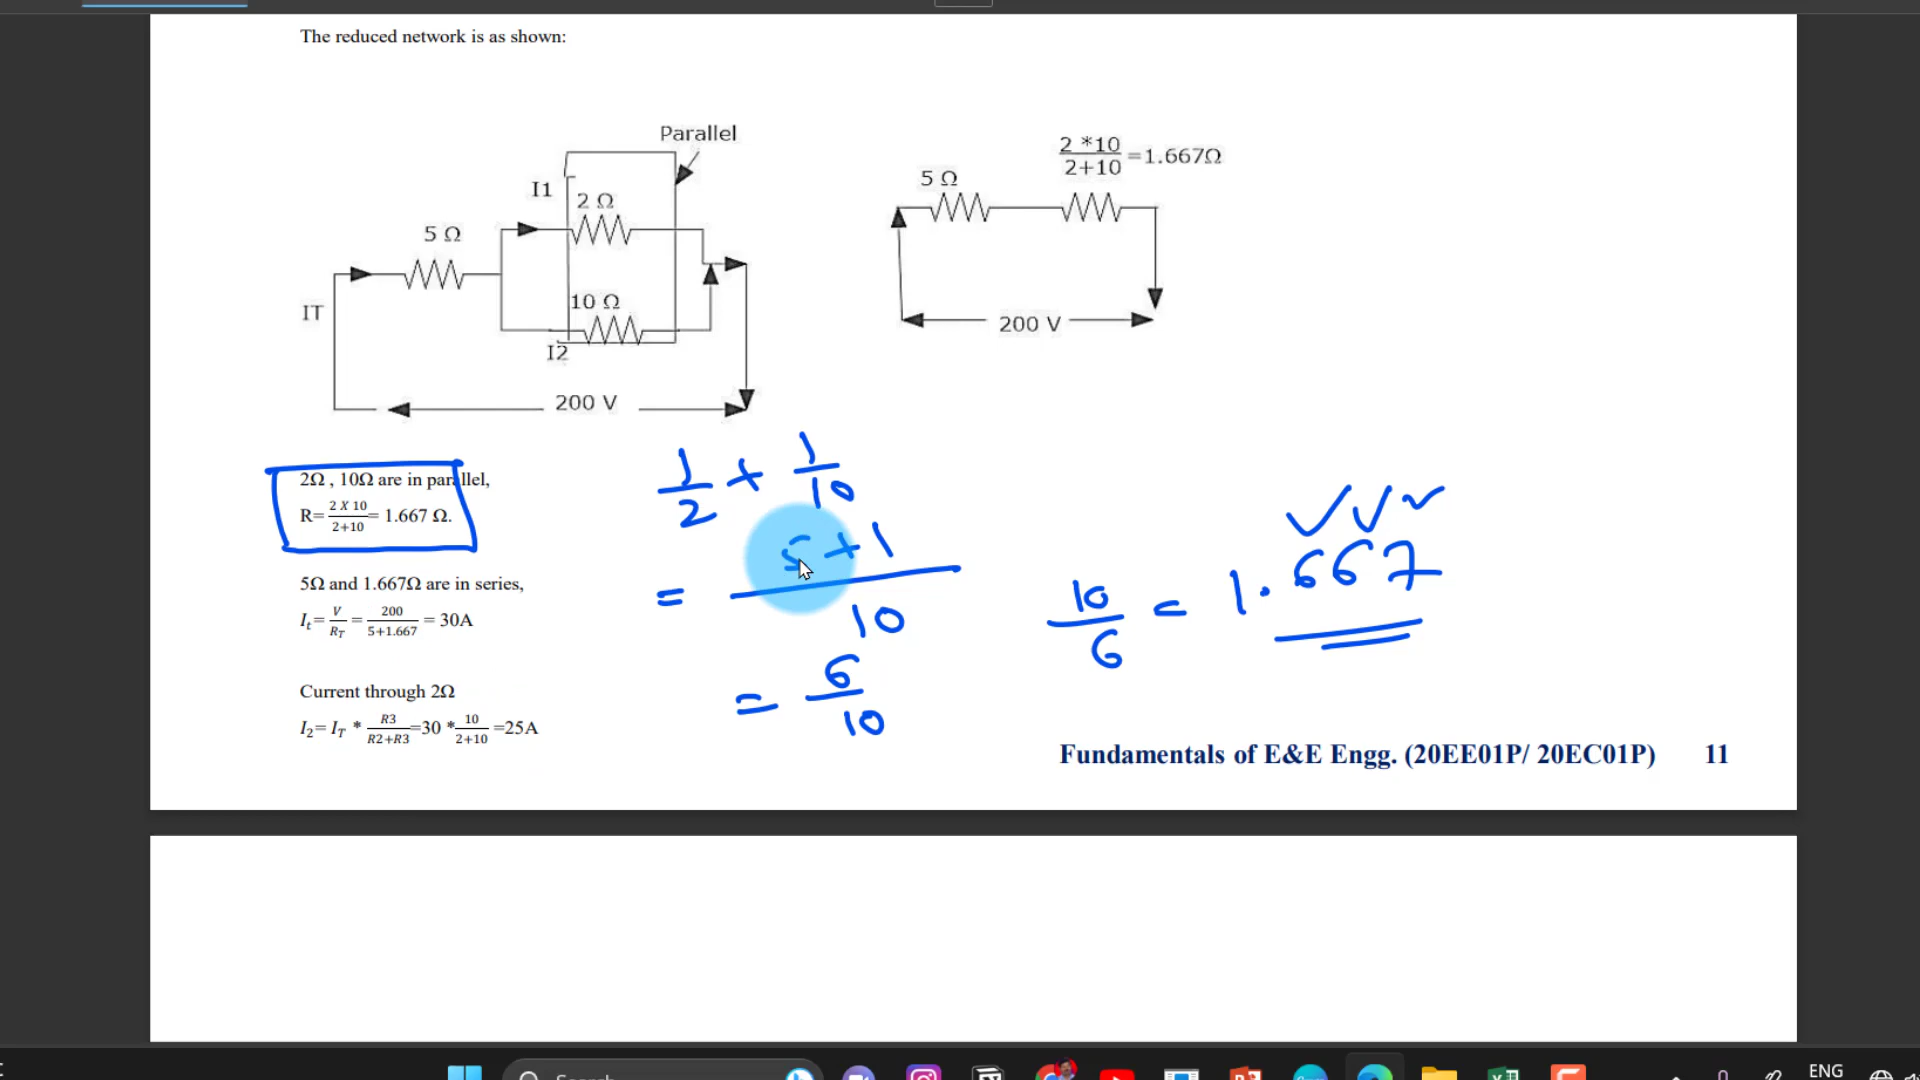 The reduced network is as shown:
Parallel
I1
2 Ω
5 Ω
IT
10 Ω
I2
200 V
5 Ω
2 *10
2+10
=1.667Ω
200 V
2Ω , 10Ω are in parallel,
R= 2 X 10 / 2+10 = 1.667 Ω.
5Ω and 1.667Ω are in series,
It = V / RT = 200 / 5+1.667 = 30A
Current through 2Ω
I2= IT * R3 / R2+R3 =30 * 10 / 2+10 =25A
1/2 + 1/10
= 5+1 / 10
= 6/10
10/6 = 1.667
Fundamentals of E&E Engg. (20EE01P/ 20EC01P) 11
ENG